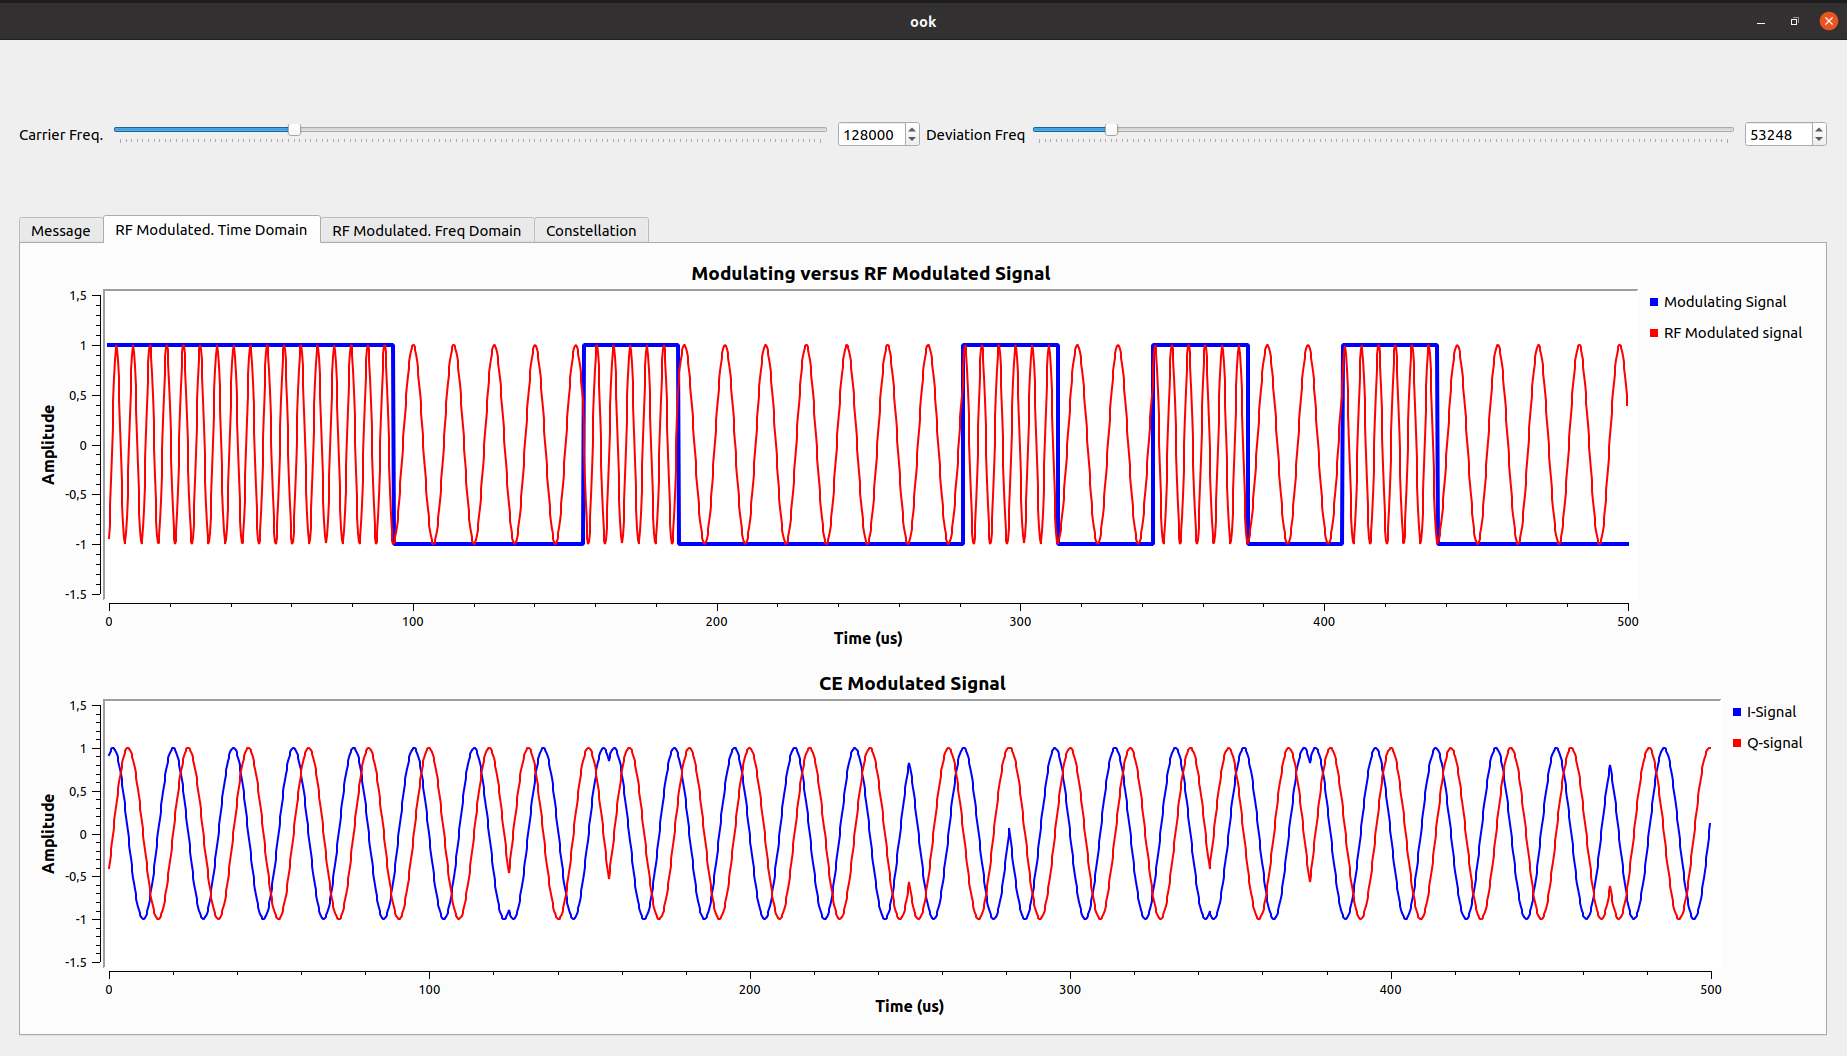 ook
Carrier Freq. 128000 Deviation Freq 53248
Message RF Modulated. Time Domain RF Modulated. Freq Domain Constellation
Modulating versus RF Modulated Signal
1,5
1
0,5
0
-0,5
-1
-1.5
Amplitude
0 100 200 300 400 500
Time (us)
Modulating Signal
RF Modulated signal
CE Modulated Signal
1,5
1
0,5
0
-0,5
-1
-1.5
Amplitude
0 100 200 300 400 500
Time (us)
I-Signal
Q-signal